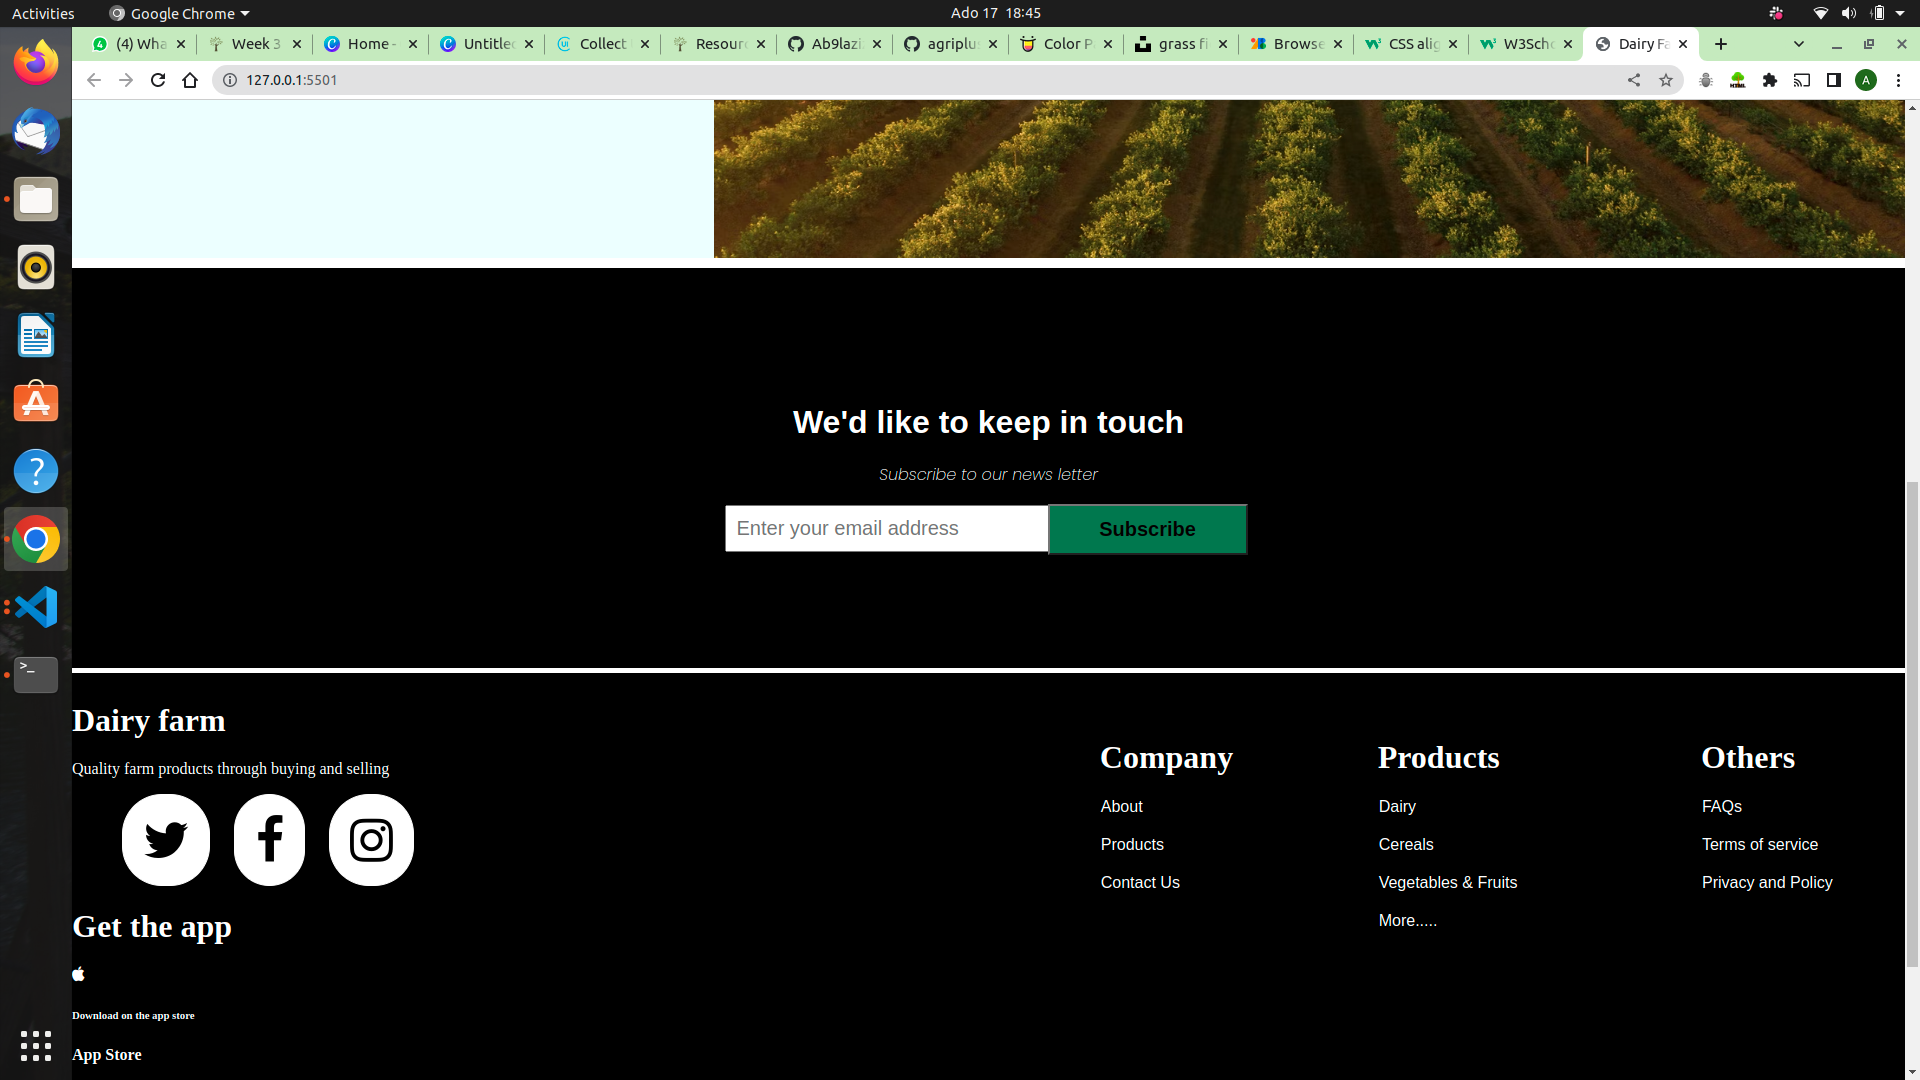 Activities
Google Chrome
Ado 17 18:45
(4) Wha
Week 3
Home -
Untitled
Collect
Resour
Ab9lazi
agriplus
Color P
grass fi
Browse
CSS alig
W3Scho
Dairy Fa
127.0.0.1:5501
A
We'd like to keep in touch
Subscribe to our news letter
Enter your email address
Subscribe
Dairy farm
Quality farm products through buying and selling
Get the app
Download on the app store
App Store
Company
About
Products
Contact Us
Products
Dairy
Cereals
Vegetables & Fruits
More.....
Others
FAQs
Terms of service
Privacy and Policy